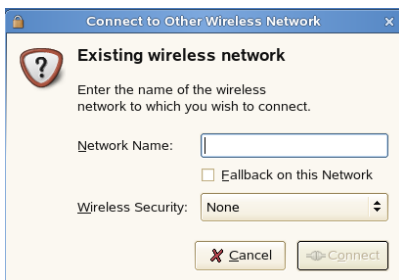 Connect to Other Wireless Network
Existing wireless network
Enter the name of the wireless
network to which you wish to connect.
Network Name:
Fallback on this Network
Wireless Security: None
Cancel Connect